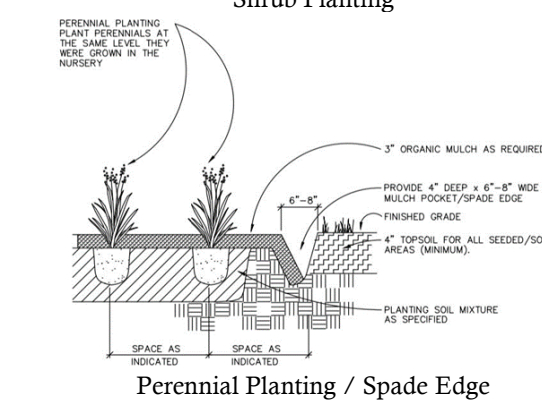 Shrub Planting
PERENNIAL PLANTING
PLANT PERENNIALS AT
THE SAME LEVEL THEY
WERE GROWN IN THE
NURSERY
3" ORGANIC MULCH AS REQUIRED
6"-8"
PROVIDE 4" DEEP x 6"-8" WIDE
MULCH POCKET/SPADE EDGE
FINISHED GRADE
4" TOPSOIL FOR ALL SEEDED/SO
AREAS (MINIMUM).
PLANTING SOIL MIXTURE
AS SPECIFIED
SPACE AS
INDICATED
SPACE AS
INDICATED
Perennial Planting / Spade Edge